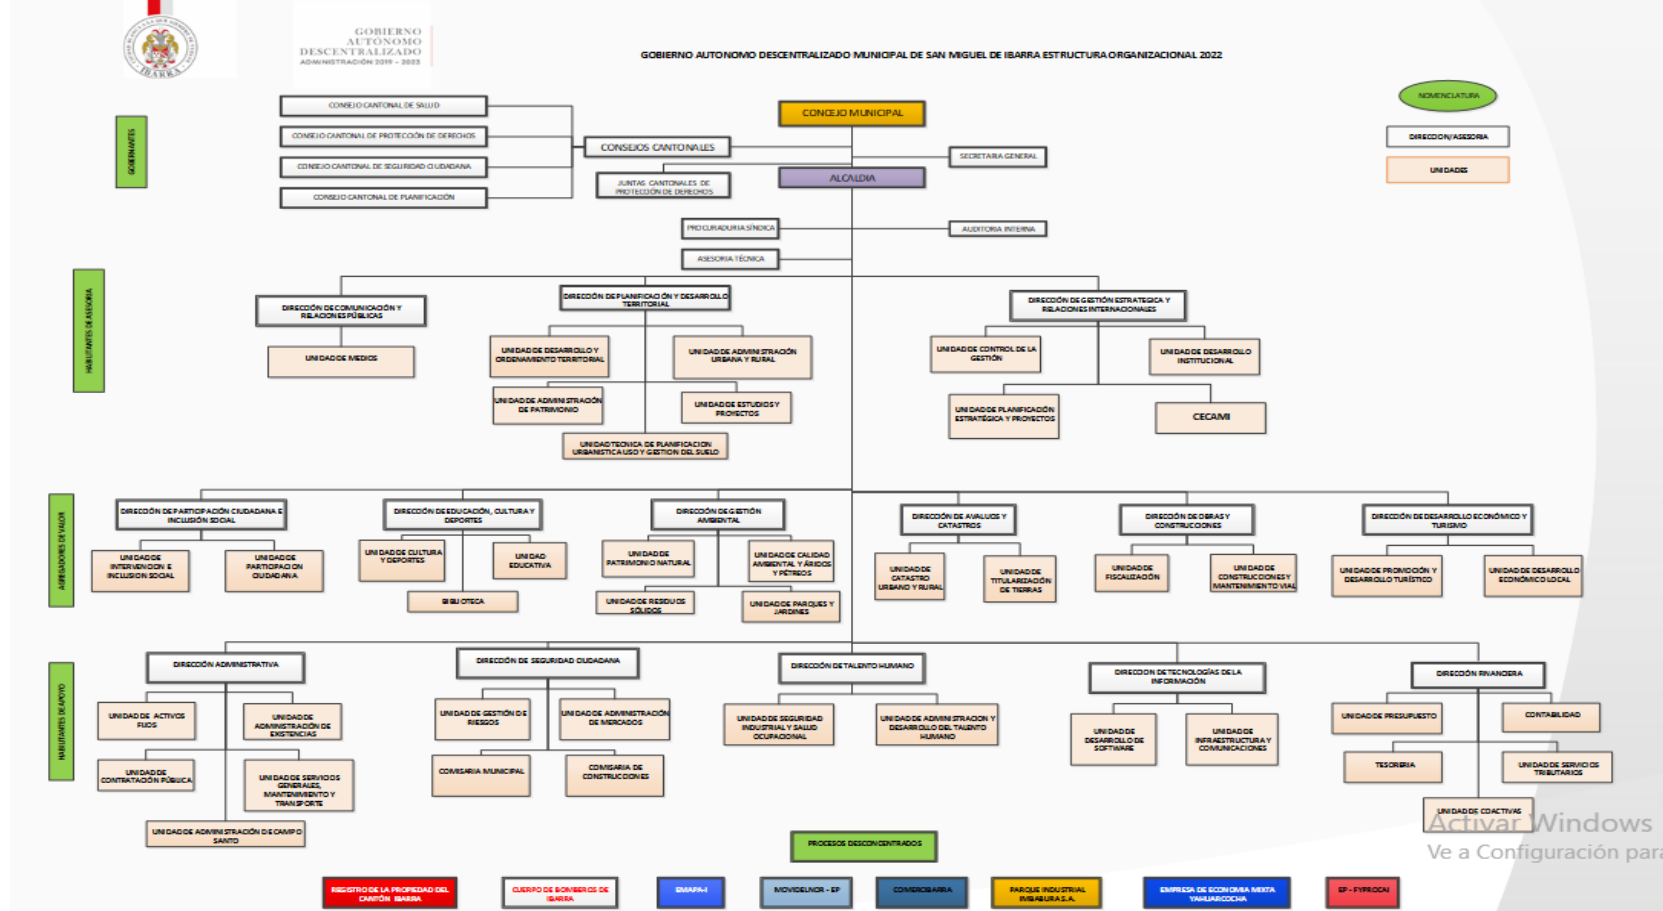 GOBIERNO
AUTÓNOMO
DESCENTRALIZADO
ADMINISTRACIÓN 2019 - 2023
IBARRA
GOBIERNO AUTONOMO DESCENTRALIZADO MUNICIPAL DE SAN MIGUEL DE IBARRA ESTRUCTURA ORGANIZACIONAL 2022
NOMENCLATURA
DIRECCION/ASESORIA
UNIDADES
GOBERNANTES
CONSEJO CANTONAL DE SALUD
CONSEJO CANTONAL DE PROTECCIÓN DE DERECHOS
CONSEJO CANTONAL DE SEGURIDAD CIUDADANA
CONSEJO CANTONAL DE PLANIFICACIÓN
CONSEJOS CANTONALES
JUNTAS CANTONALES DE
PROTECCIÓN DE DERECHOS
CONCEJO MUNICIPAL
SECRETARIA GENERAL
ALCALDIA
PROCURADURIA SÍNDICA
AUDITORIA INTERNA
ASESORIA TÉCNICA
HABILITANTES DE ASESORIA
DIRECCIÓN DE COMUNICACIÓN Y
RELACIONES PÚBLICAS
UNIDAD DE MEDIOS
DIRECCIÓN DE PLANIFICACIÓN Y DESARROLLO
TERRITORIAL
UNIDAD DE DESARROLLO Y
ORDENAMIENTO TERRITORIAL
UNIDAD DE ADMINISTRACIÓN
URBANA Y RURAL
UNIDAD DE ADMINISTRACIÓN
DE PATRIMONIO
UNIDAD DE ESTUDIOS Y
PROYECTOS
UNIDAD TECNICA DE PLANIFICACION
URBANISTICA USO Y GESTION DEL SUELO
DIRECCIÓN DE GESTIÓN ESTRATEGICA Y
RELACIONES INTERNACIONALES
UNIDAD DE CONTROL DE LA
GESTIÓN
UNIDAD DE DESARROLLO
INSTITUCIONAL
UNIDAD DE PLANIFICACIÓN
ESTRATÉGICA Y PROYECTOS
CECAMI
AGREGADORES DE VALOR
DIRECCIÓN DE PARTICIPACIÓN CIUDADANA E
INCLUSIÓN SOCIAL
UNIDAD DE
INTERVENCION E
INCLUSION SOCIAL
UNIDAD DE
PARTICIPACION
CIUDADANA
DIRECCIÓN DE EDUCACIÓN, CULTURA Y
DEPORTES
UNIDAD DE CULTURA
Y DEPORTES
UNIDAD
EDUCATIVA
BIBLIOTECA
DIRECCIÓN DE GESTIÓN
AMBIENTAL
UNIDAD DE
PATRIMONIO NATURAL
UNIDAD DE CALIDAD
AMBIENTAL Y ÁRIDOS
Y PÉTREOS
UNIDAD DE RESIDUOS
SÓLIDOS
UNIDAD DE PARQUES Y
JARDINES
DIRECCIÓN DE AVALUOS Y
CATASTROS
UNIDAD DE
CATASTRO
URBANO Y RURAL
UNIDAD DE
TITULARIZACIÓN
DE TIERRAS
DIRECCIÓN DE OBRAS Y
CONSTRUCCIONES
UNIDAD DE
FISCALIZACIÓN
UNIDAD DE
CONSTRUCCIONES Y
MANTENIMIENTO VIAL
DIRECCIÓN DE DESARROLLO ECONÓMICO Y
TURISMO
UNIDAD DE PROMOCIÓN Y
DESARROLLO TURÍSTICO
UNIDAD DE DESARROLLO
ECONÓMICO LOCAL
HABILITANTES DE APOYO
DIRECCIÓN ADMINISTRATIVA
UNIDAD DE ACTIVOS
FIJOS
UNIDAD DE
ADMINISTRACIÓN DE
EXISTENCIAS
UNIDAD DE
CONTRATACIÓN PÚBLICA
UNIDAD DE SERVICIOS
GENERALES,
MANTENIMIENTO Y
TRANSPORTE
UNIDAD DE ADMINISTRACIÓN DE CAMPO
SANTO
DIRECCIÓN DE SEGURIDAD CIUDADANA
UNIDAD DE GESTIÓN DE
RIESGOS
UNIDAD DE ADMINISTRACIÓN
DE MERCADOS
COMISARIA MUNICIPAL
COMISARIA DE
CONSTRUCCIONES
DIRECCIÓN DE TALENTO HUMANO
UNIDAD DE SEGURIDAD
INDUSTRIAL Y SALUD
OCUPACIONAL
UNIDAD DE ADMINISTRACION Y
DESARROLLO DEL TALENTO
HUMANO
DIRECCION DE TECNOLOGÍAS DE LA
INFORMACIÓN
UNIDAD DE
DESARROLLO DE
SOFTWARE
UNIDAD DE
INFRAESTRUCTURA Y
COMUNICACIONES
DIRECCIÓN FINANCIERA
UNIDAD DE PRESUPUESTO
CONTABILIDAD
TESORERIA
UNIDAD DE SERVICIOS
TRIBUTARIOS
UNIDAD DE COACTIVAS
PROCESOS DESCONCENTRADOS
REGISTRO DE LA PROPIEDAD DEL
CANTÓN IBARRA
CUERPO DE BOMBEROS DE
IBARRA
EMAPA-I
MOVIDELNOR - EP
COMERCIBARRA
PARQUE INDUSTRIAL
IMBABURA S.A.
EMPRESA DE ECONOMIA MIXTA
YAHUARCOCHA
EP - FYPROCAI
Activar Windows
Ve a Configuración para